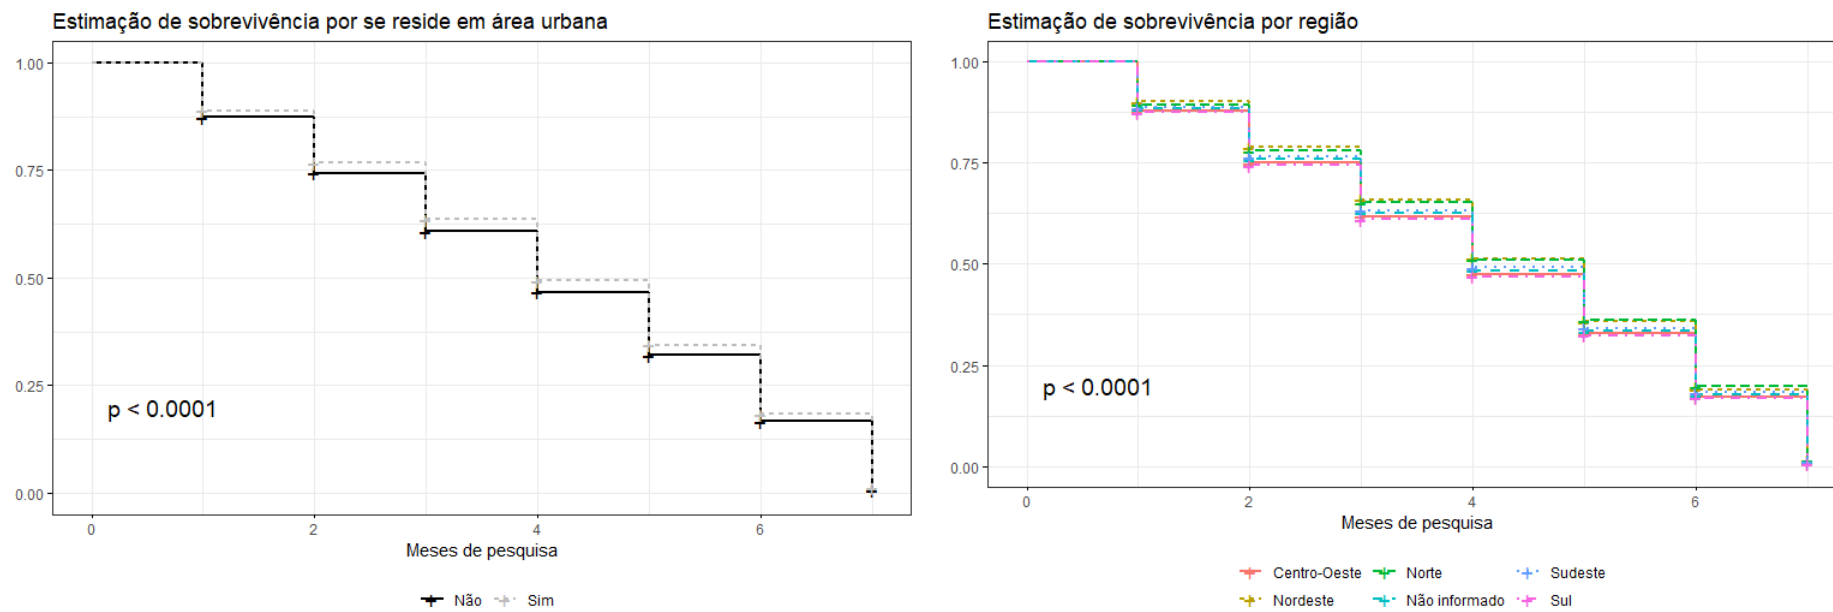 Estimação de sobrevivência por se reside em área urbana
1.00
0.75
0.50
0.25
0.00
p < 0.0001
0 2 4 6
Meses de pesquisa
Não Sim
Estimação de sobrevivência por região
1.00
0.75
0.50
0.25
0.00
p < 0.0001
0 2 4 6
Meses de pesquisa
Centro-Oeste Norte Sudeste
Nordeste Não informado Sul